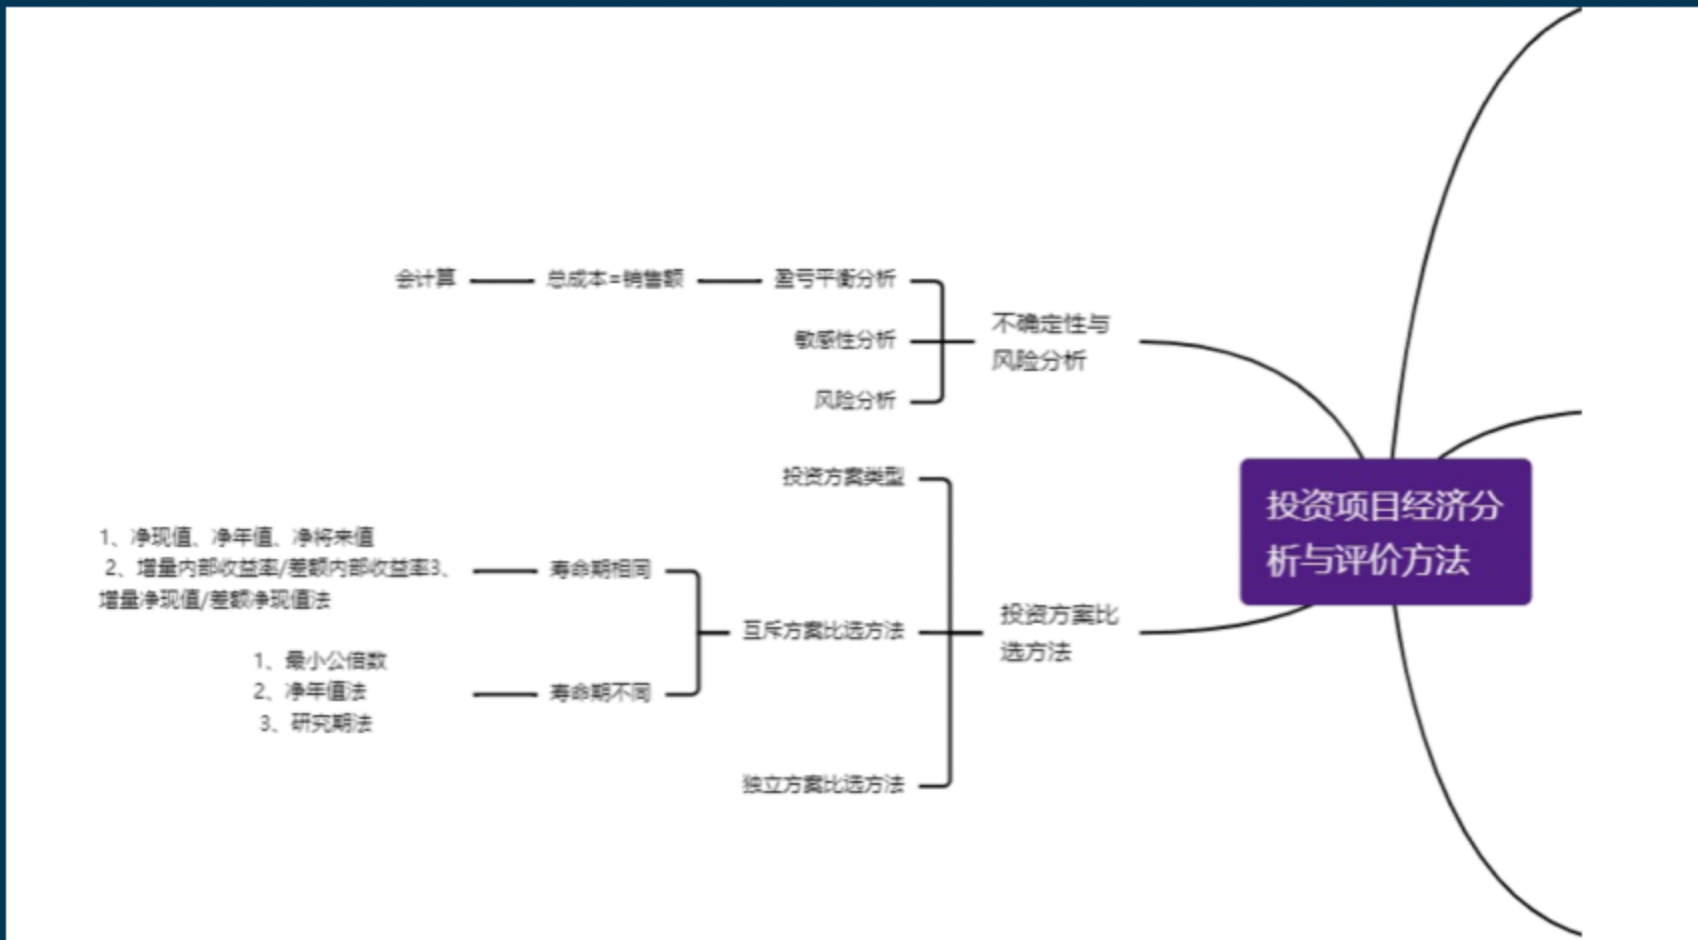 投资项目经济分
析与评价方法
不确定性与
风险分析
盈亏平衡分析
总成本=销售额
会计算
敏感性分析
风险分析
投资方案比
选方法
投资方案类型
互斥方案比选方法
寿命期相同
1、净现值、净年值、净将来值
2、增量内部收益率/差额内部收益率3、
增量净现值/差额净现值法
寿命期不同
1、最小公倍数
2、净年值法
3、研究期法
独立方案比选方法